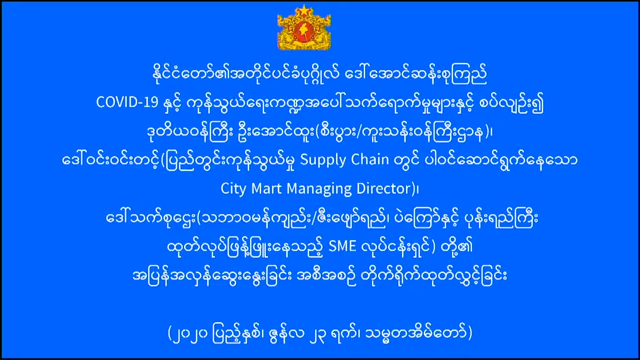 နိုင်ငံတော်၏အတိုင်ပင်ခံပုဂ္ဂိုလ် ဒေါ်အောင်ဆန်းစုကြည်
COVID-19 နှင့် ကုန်သွယ်ရေးကဏ္ဍအပေါ်သက်ရောက်မှုများနှင့် စပ်လျဉ်း၍
ဒုတိယဝန်ကြီး ဦးအောင်ထူး(စီးပွား/ကူးသန်းဝန်ကြီးဌာန)၊
ဒေါ်ဝင်းဝင်းတင့်(ပြည်တွင်းကုန်သွယ်မှု Supply Chain တွင် ပါဝင်ဆောင်ရွက်နေသော
City Mart Managing Director)၊
ဒေါ်သက်စုဌေး(သဘာဝမန်ကျည်း/ဇီးဖျော်ရည်၊ ပဲကြော်နှင့် ပုန်းရည်ကြီး
ထုတ်လုပ်ဖြန့်ဖြူးနေသည့် SME လုပ်ငန်းရှင်) တို့၏
အပြန်အလှန်ဆွေးနွေးခြင်း အစီအစဉ် တိုက်ရိုက်ထုတ်လွှင့်ခြင်း
(၂၀၂၀ ပြည့်နှစ်၊ ဇွန်လ ၂၃ ရက်၊ သမ္မတအိမ်တော်)